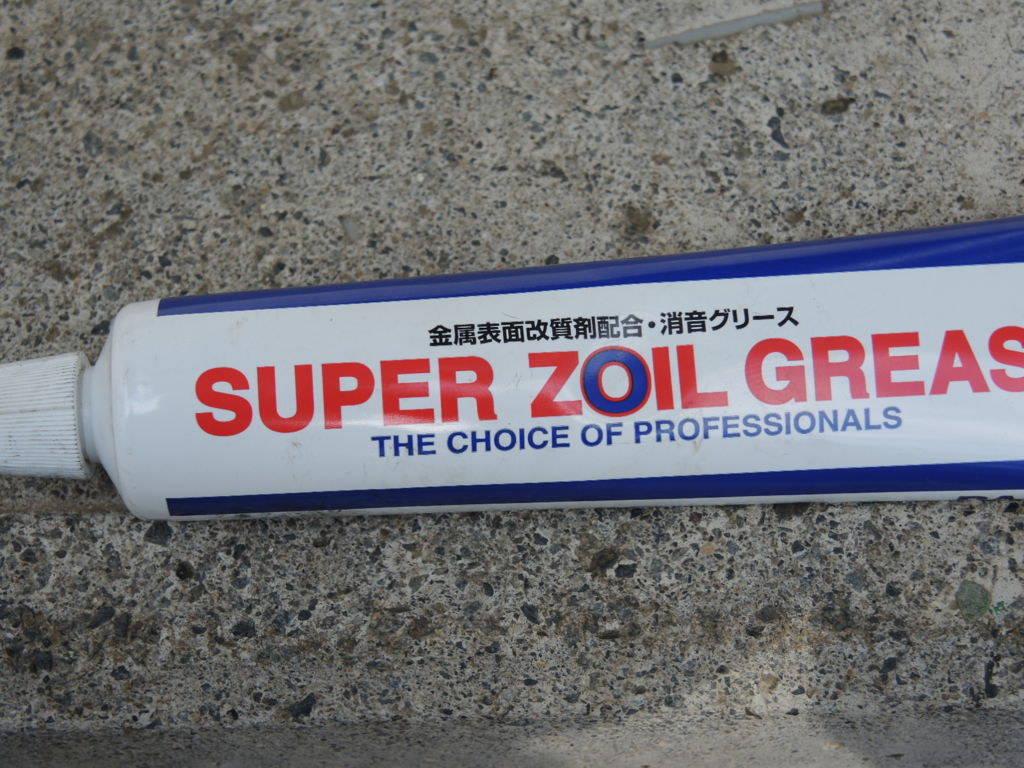 金属表面改質剤配合・消音グリース
SUPER ZOIL GREAS
THE CHOICE OF PROFESSIONALS